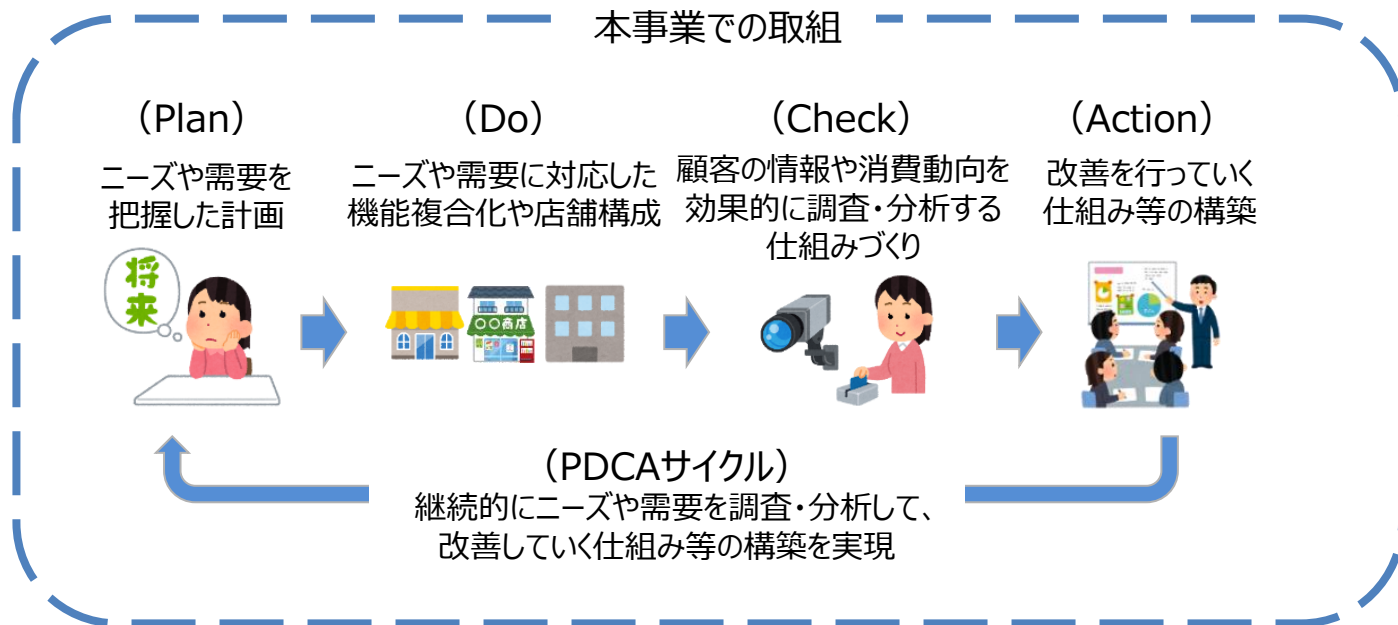 本事業での取組
（Plan）
ニーズや需要を
把握した計画
将来
（Do）
ニーズや需要に対応した
機能複合化や店舗構成
〇〇商店
（Check）
顧客の情報や消費動向を
効果的に調査・分析する
仕組みづくり
（Action）
改善を行っていく
仕組み等の構築
（PDCAサイクル）
継続的にニーズや需要を調査・分析して、
改善していく仕組み等の構築を実現